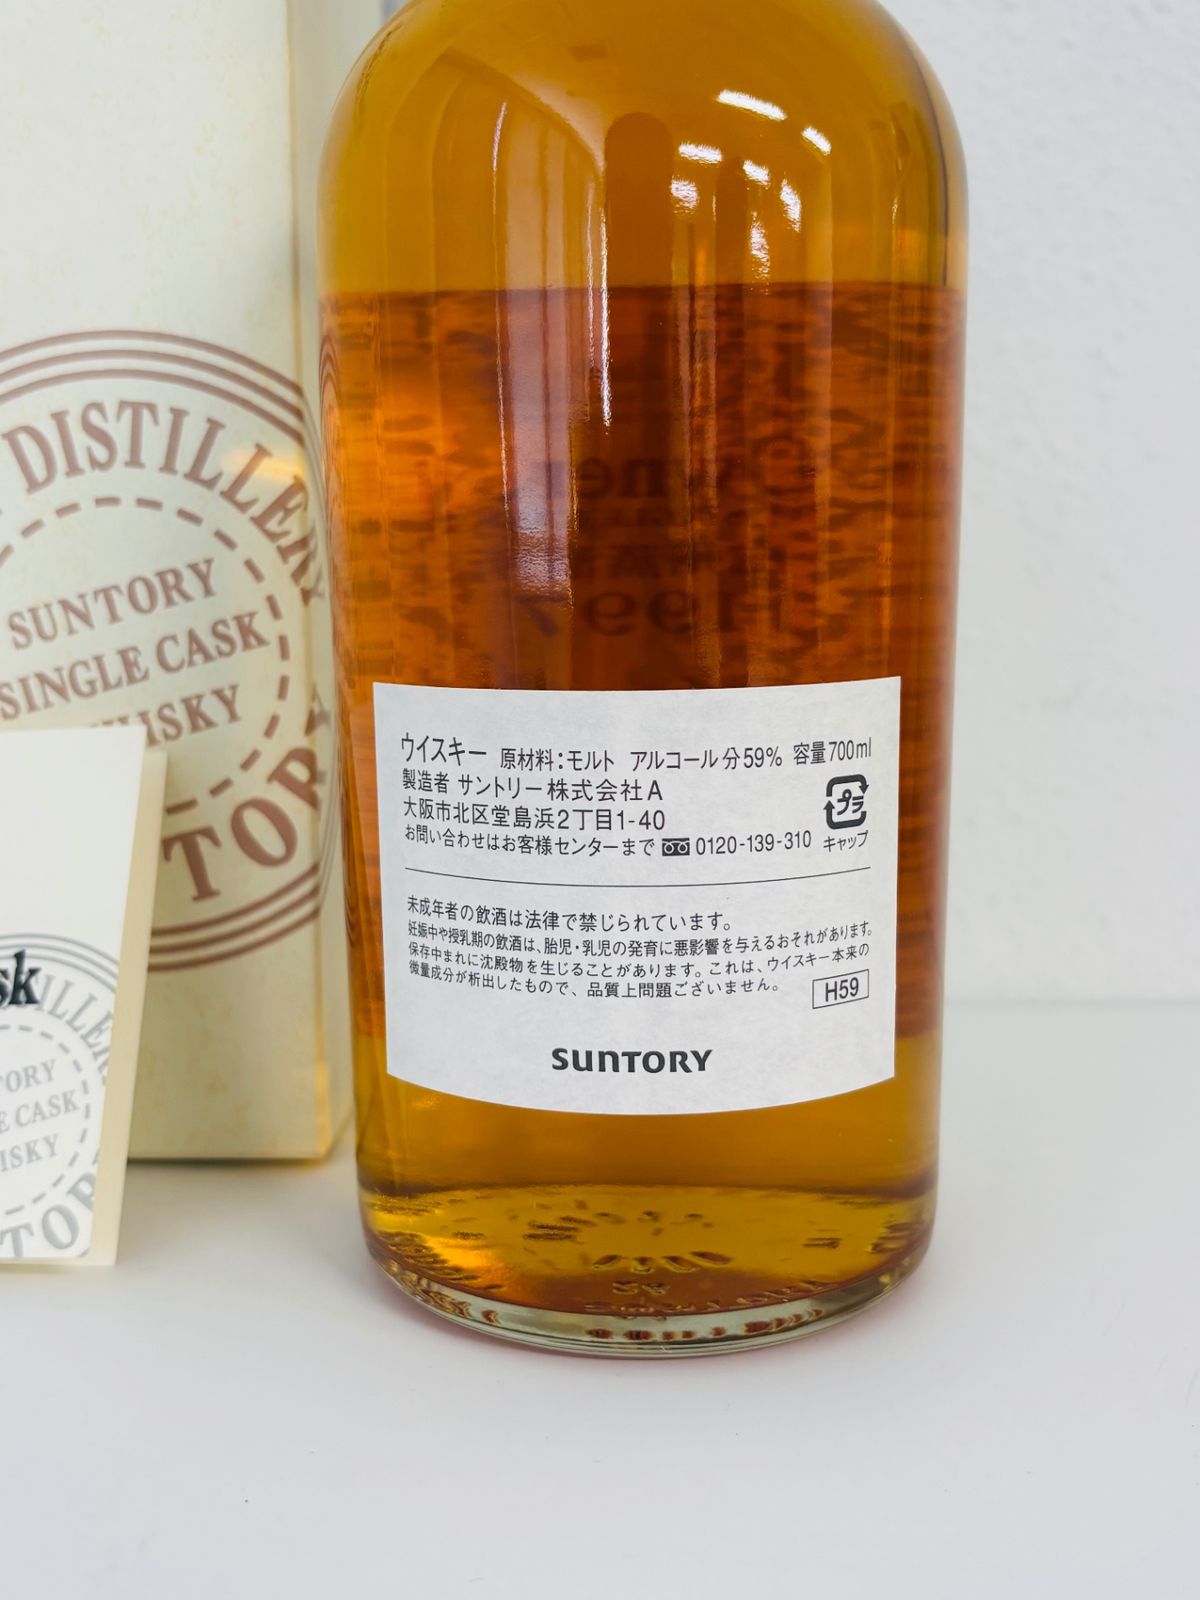 DISTILLERY
SUNTORY
SINGLE CASK
WHISKY
TORY
sk
ILLER
TORY
E CASK
ISKY
TOR
1997
ウイスキー 原材料:モルト アルコール分59% 容量700ml
製造者 サントリー株式会社A
大阪市北区堂島浜2丁目1-40
プラ
お問い合わせはお客様センターまで 0120-139-310 キャップ
未成年者の飲酒は法律で禁じられています。
妊娠中や授乳期の飲酒は、胎児・乳児の発育に悪影響を与えるおそれがあります。
保存中まれに沈殿物を生じることがあります。これは、ウイスキー本来の
微量成分が析出したもので、品質上問題ございません。
H59
SUNTORY